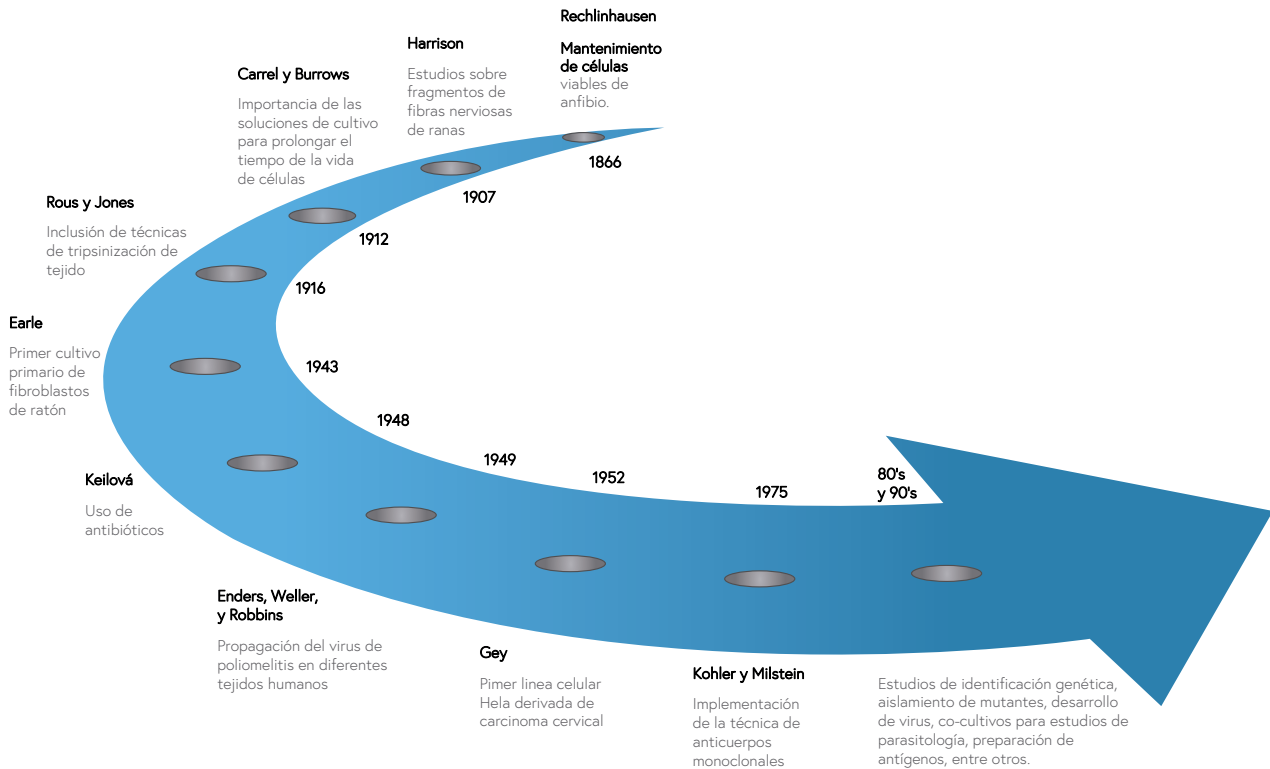 Rechlinhausen
Mantenimiento
de células
viables de
anfibio.
1866
Harrison
Estudios sobre
fragmentos de
fibras nerviosas
de ranas
1907
Carrel y Burrows
Importancia de las
soluciones de cultivo
para prolongar el
tiempo de la vida
de células
1912
Rous y Jones
Inclusión de técnicas
de tripsinización de
tejido
1916
Earle
Primer cultivo
primario de
fibroblastos
de ratón
1943
Keilová
Uso de
antibióticos
1948
Enders, Weller,
y Robbins
Propagación del virus de
poliomelitis en diferentes
tejidos humanos
1949
Gey
Pimer linea celular
Hela derivada de
carcinoma cervical
1952
Kohler y Milstein
Implementación
de la técnica de
anticuerpos
monoclonales
1975
80's
y 90's
Estudios de identificación genética,
aislamiento de mutantes, desarrollo
de virus, co-cultivos para estudios de
parasitología, preparación de
antígenos, entre otros.